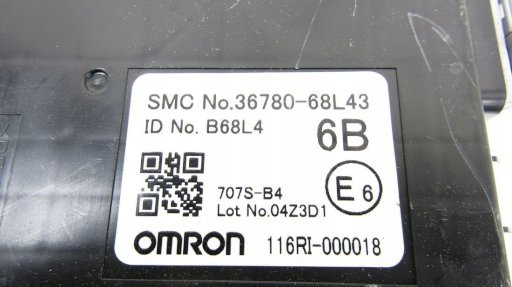 SMC No.36780-68L43
ID No. B68L4
6B
707S-B4
Lot No.04Z3D1
E6
OMRON 116RI-000018